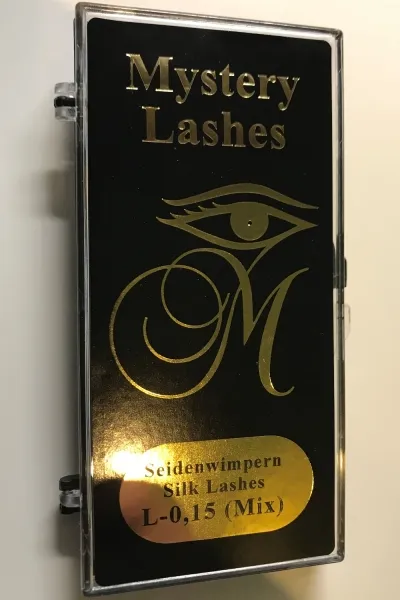 Mystery
Lashes
M
Seidenwimpern
Silk Lashes
L-0,15 (Mix)